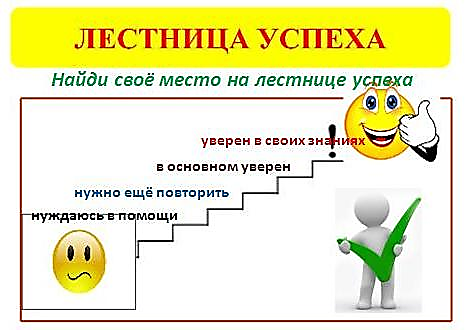 ЛЕСТНИЦА УСПЕХА
Найди своё место на лестнице успеха
уверен в своих знаниях
в основном уверен
нужно ещё повторить
нуждаюсь в помощи